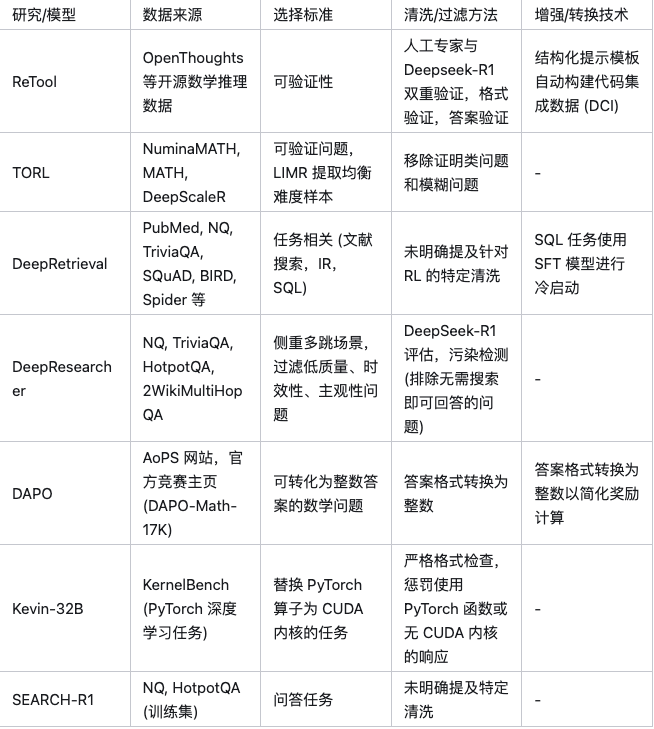 研究/模型
数据来源
选择标准
清洗/过滤方法
增强/转换技术
ReTool
OpenThoughts
等开源数学推理
数据
可验证性
人工专家与
Deepseek-R1
双重验证，格式
验证，答案验证
结构化提示模板
自动构建代码集
成数据 (DCI)
TORL
NuminaMATH,
MATH,
DeepScaleR
可验证问题，
LIMR 提取均衡
难度样本
移除证明类问题
和模糊问题
-
DeepRetrieval
PubMed, NQ,
TriviaQA,
SQuAD, BIRD,
Spider 等
任务相关 (文献
搜索，IR，
SQL)
未明确提及针对
RL 的特定清洗
SQL 任务使用
SFT 模型进行
冷启动
DeepResearch
er
NQ, TriviaQA,
HotpotQA,
2WikiMultiHop
QA
侧重多跳场景，
过滤低质量、时
效性、主观性问
题
DeepSeek-R1
评估，污染检测
(排除无需搜索
即可回答的问
题)
-
DAPO
AoPS 网站，官
方竞赛主页
(DAPO-Math-
17K)
可转化为整数答
案的数学问题
答案格式转换为
整数
答案格式转换为
整数以简化奖励
计算
Kevin-32B
KernelBench
(PyTorch 深度
学习任务)
替换 PyTorch
算子为 CUDA
内核的任务
严格格式检查，
惩罚使用
PyTorch 函数或
无 CUDA 内核
的响应
-
SEARCH-R1
NQ, HotpotQA
(训练集)
问答任务
未明确提及特定
清洗
-